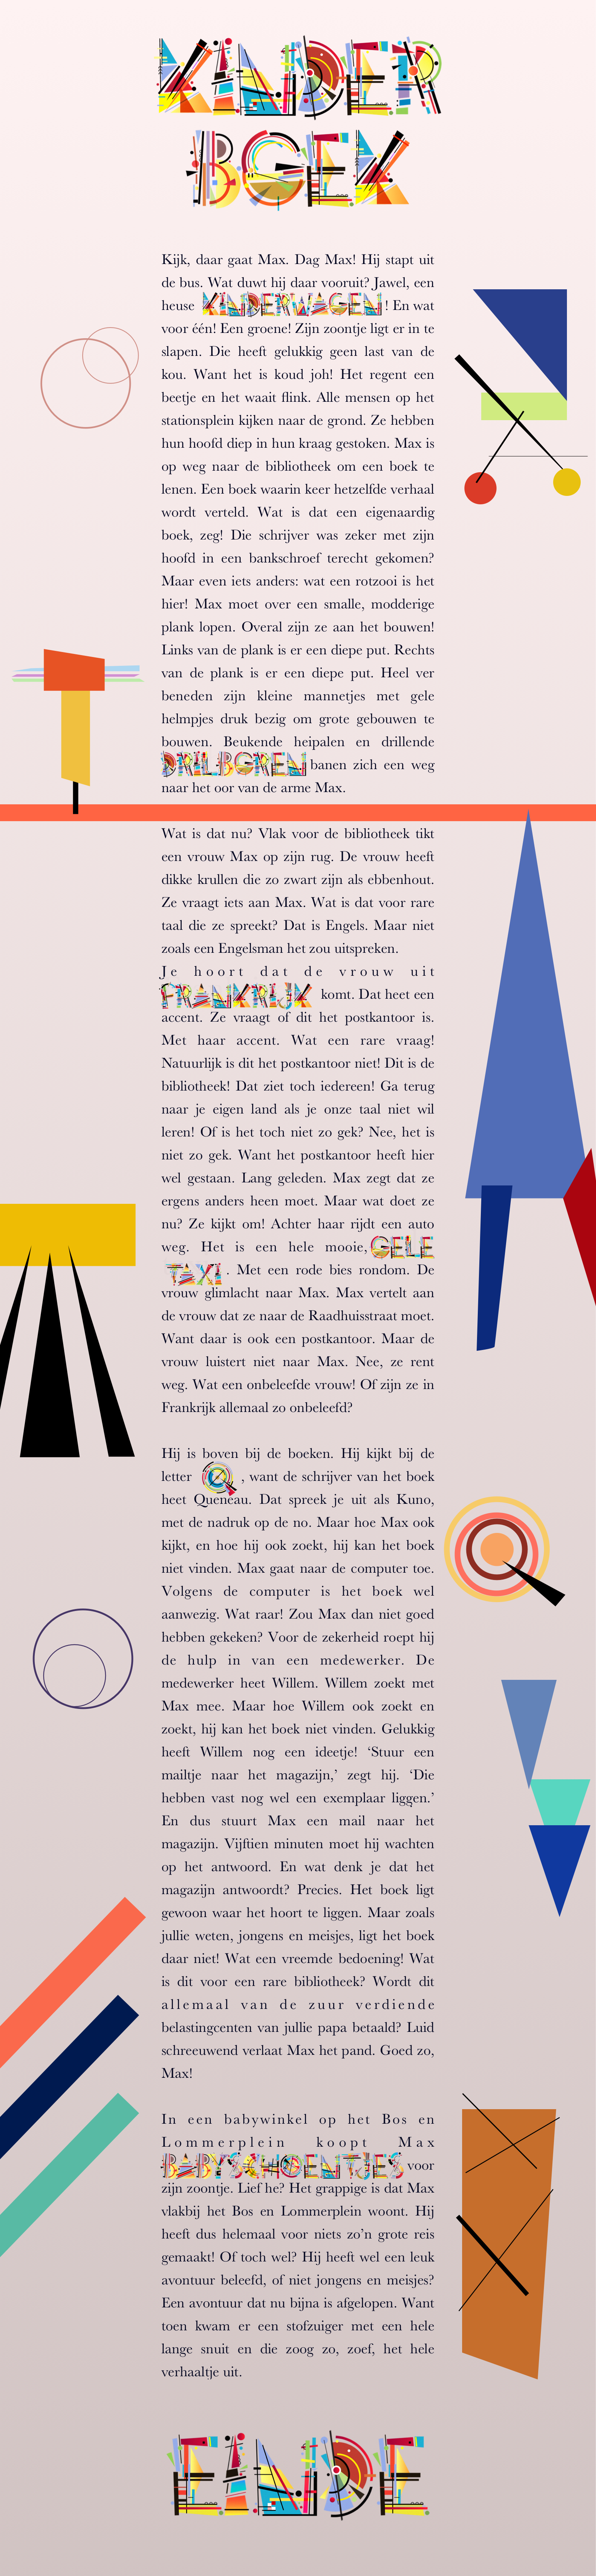 KINDER
BOEK
Kijk, daar gaat Max. Dag Max! Hij stapt uit
de bus. Wat duwt hij daar vooruit? Jawel, een
heuse KINDERWAGEN! En wat
voor één! Een groene! Zijn zoontje ligt er in te
slapen. Die heeft gelukkig geen last van de
kou. Want het is koud joh! Het regent een
beetje en het waait flink. Alle mensen op het
stationsplein kijken naar de grond. Ze hebben
hun hoofd diep in hun kraag gestoken. Max is
op weg naar de bibliotheek om een boek te
lenen. Een boek waarin keer hetzelfde verhaal
wordt verteld. Wat is dat een eigenaardig
boek, zeg! Die schrijver was zeker met zijn
hoofd in een bankschroef terecht gekomen?
Maar even iets anders: wat een rotzooi is het
hier! Max moet over een smalle, modderige
plank lopen. Overal zijn ze aan het bouwen!
Links van de plank is er een diepe put. Rechts
van de plank is er een diepe put. Heel ver
beneden zijn kleine mannetjes met gele
helmpjes druk bezig om grote gebouwen te
bouwen. Beukende heipalen en drillende
DRILBOREN banen zich een weg
naar het oor van de arme Max.
Wat is dat nu? Vlak voor de bibliotheek tikt
een vrouw Max op zijn rug. De vrouw heeft
dikke krullen die zo zwart zijn als ebbenhout.
Ze vraagt iets aan Max. Wat is dat voor rare
taal die ze spreekt? Dat is Engels. Maar niet
zoals een Engelsman het zou uitspreken.
Je hoort dat de vrouw uit
FRANKRIJK komt. Dat heet een
accent. Ze vraagt of dit het postkantoor is.
Met haar accent. Wat een rare vraag!
Natuurlijk is dit het postkantoor niet! Dit is de
bibliotheek! Dat ziet toch iedereen! Ga terug
naar je eigen land als je onze taal niet wil
leren! Of is het toch niet zo gek? Nee, het is
niet zo gek. Want het postkantoor heeft hier
wel gestaan. Lang geleden. Max zegt dat ze
ergens anders heen moet. Maar wat doet ze
nu? Ze kijkt om! Achter haar rijdt een auto
weg. Het is een hele mooie, GELE
TAXI. Met een rode bies rondom. De
vrouw glimlacht naar Max. Max vertelt aan
de vrouw dat ze naar de Raadhuisstraat moet.
Want daar is ook een postkantoor. Maar de
vrouw luistert niet naar Max. Nee, ze rent
weg. Wat een onbeleefde vrouw! Of zijn ze in
Frankrijk allemaal zo onbeleefd?
Hij is boven bij de boeken. Hij kijkt bij de
letter Q, want de schrijver van het boek
heet Queneau. Dat spreek je uit als Kuno,
met de nadruk op de no. Maar hoe Max ook
kijkt, en hoe hij ook zoekt, hij kan het boek
niet vinden. Max gaat naar de computer toe.
Volgens de computer is het boek wel
aanwezig. Wat raar! Zou Max dan niet goed
hebben gekeken? Voor de zekerheid roept hij
de hulp in van een medewerker. De
medewerker heet Willem. Willem zoekt met
Max mee. Maar hoe Willem ook zoekt en
zoekt, hij kan het boek niet vinden. Gelukkig
heeft Willem nog een ideetje! ‘Stuur een
mailtje naar het magazijn,’ zegt hij. ‘Die
hebben vast nog wel een exemplaar liggen.’
En dus stuurt Max een mail naar het
magazijn. Vijftien minuten moet hij wachten
op het antwoord. En wat denk je dat het
magazijn antwoordt? Precies. Het boek ligt
gewoon waar het hoort te liggen. Maar zoals
jullie weten, jongens en meisjes, ligt het boek
daar niet! Wat een vreemde bedoening! Wat
is dit voor een rare bibliotheek? Wordt dit
allemaal van de zuur verdiende
belastingcenten van jullie papa betaald? Luid
schreeuwend verlaat Max het pand. Goed zo,
Max!
In een babywinkel op het Bos en
Lommerplein koopt Max
BABYSCHOENTJES voor
zijn zoontje. Lief he? Het grappige is dat Max
vlakbij het Bos en Lommerplein woont. Hij
heeft dus helemaal voor niets zo’n grote reis
gemaakt! Of toch wel? Hij heeft wel een leuk
avontuur beleefd, of niet jongens en meisjes?
Een avontuur dat nu bijna is afgelopen. Want
toen kwam er een stofzuiger met een hele
lange snuit en die zoog zo, zoef, het hele
verhaaltje uit.
EINDE